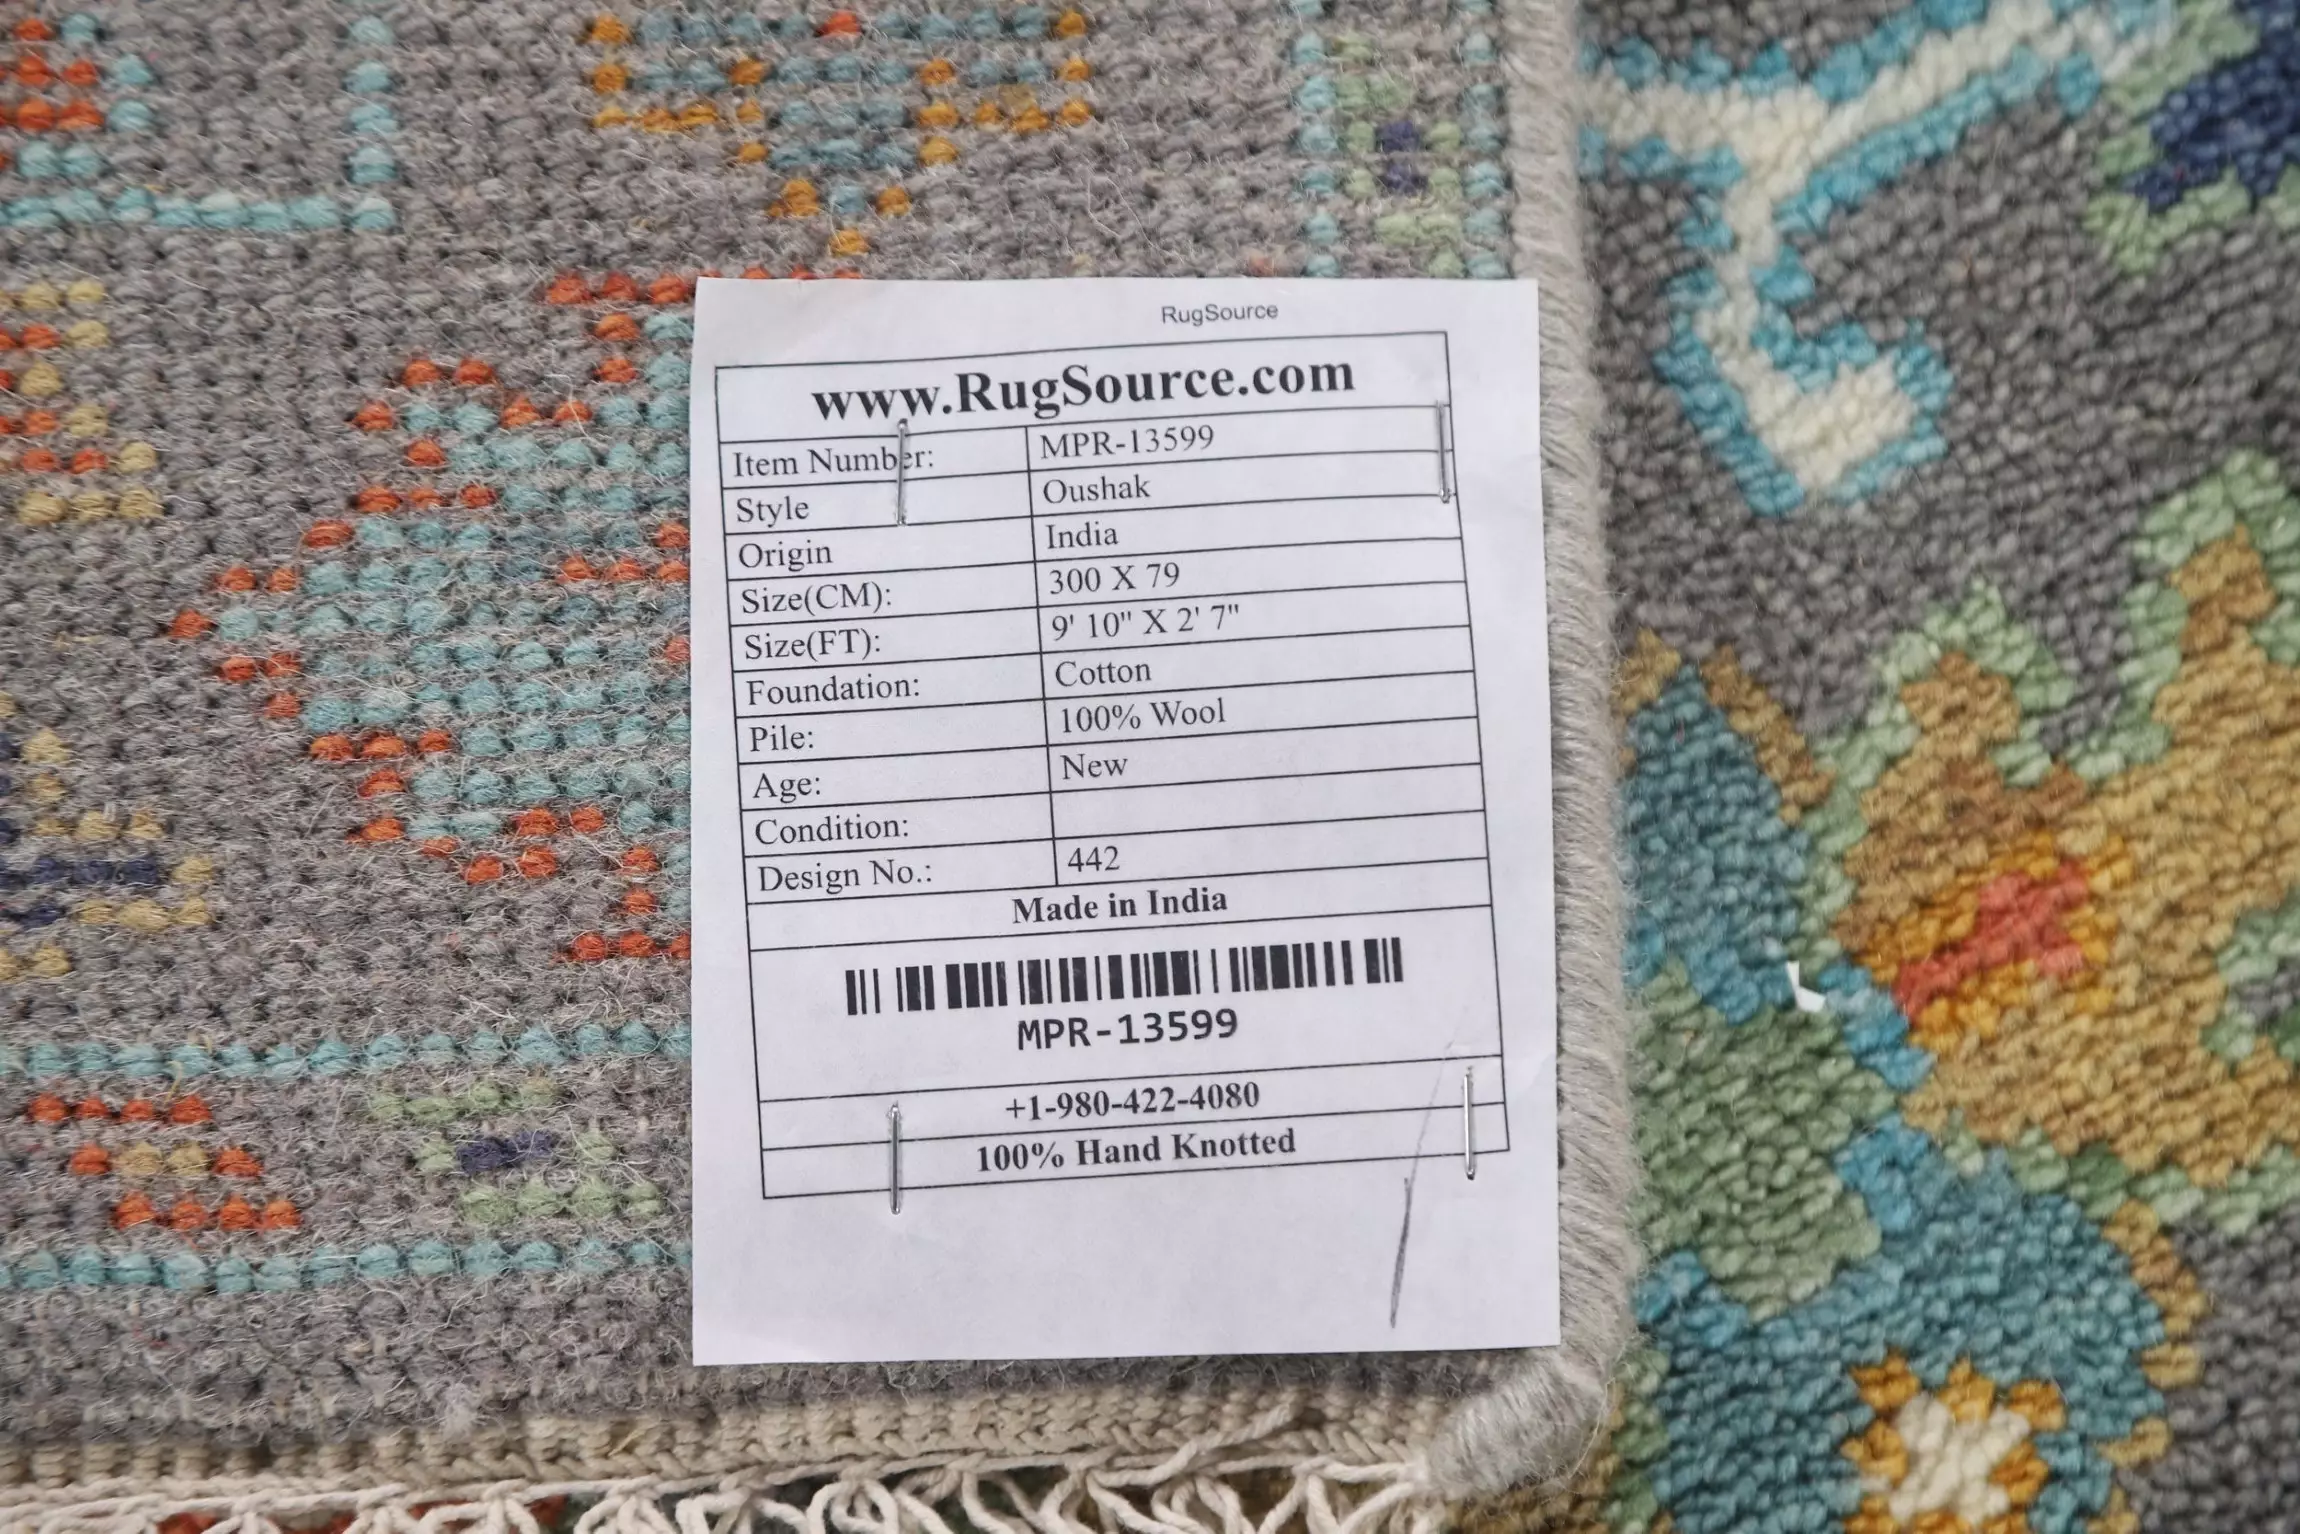 RugSource
www.RugSource.com
Item Number: MPR-13599
Style Oushak
Origin India
Size(CM): 300 X 79
Size(FT): 9' 10" X 2' 7"
Foundation: Cotton
Pile: 100% Wool
Age: New
Condition:
Design No.: 442
Made in India
MPR-13599
+1-980-422-4080
100% Hand Knotted